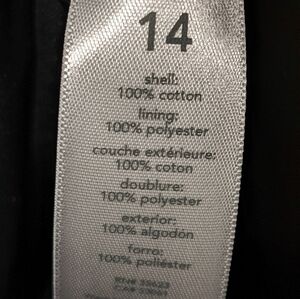 14
shell:
100% cotton
lining:
100% polyester
couche extérieure:
100% coton
doublure:
100% polyester
exterior:
100% algodón
forro:
100% poliéster